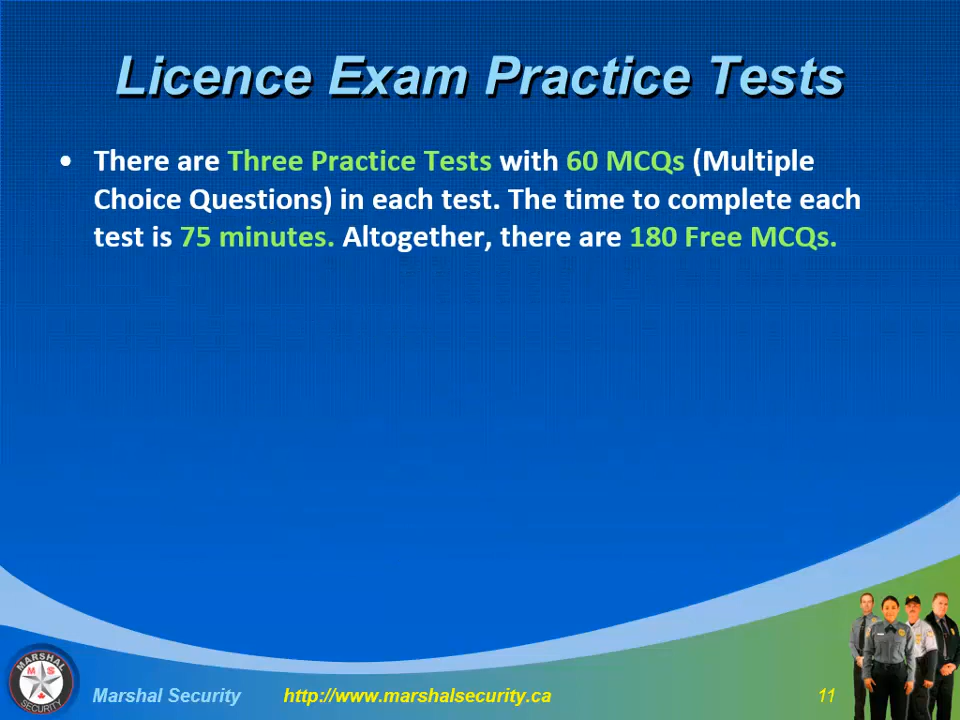 Licence Exam Practice Tests
• There are Three Practice Tests with 60 MCQs (Multiple
Choice Questions) in each test. The time to complete each
test is 75 minutes. Altogether, there are 180 Free MCQs.
MARSHAL
M S
SECURITY
Marshal Security http://www.marshalsecurity.ca 11